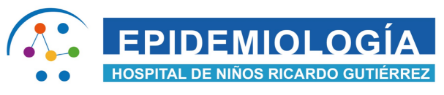 EPIDEMIOLOGÍA
HOSPITAL DE NIÑOS RICARDO GUTIÉRREZ